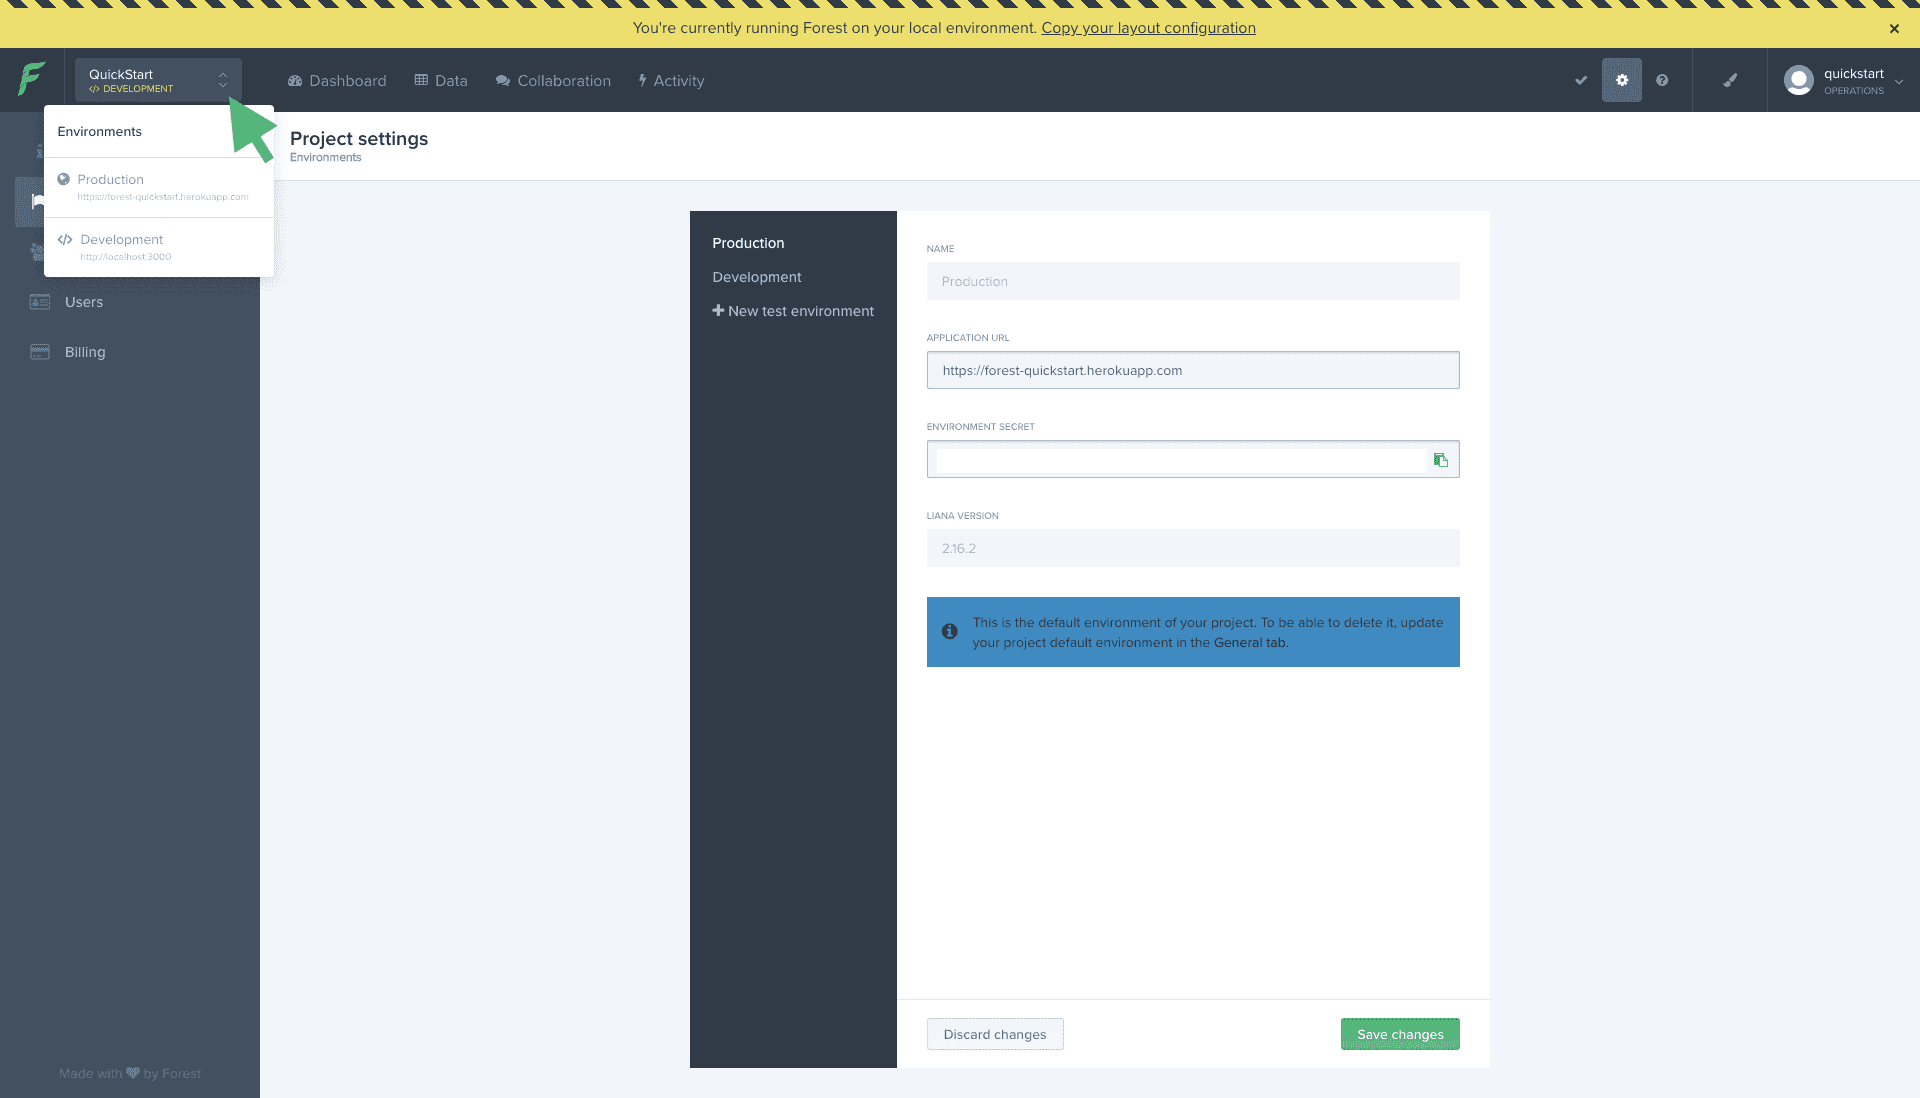 You're currently running Forest on your local environment. Copy your layout configuration
QuickStart
</> DEVELOPMENT
Dashboard
Data
Collaboration
Activity
quickstart
OPERATIONS
Environments
Production
https://forest-quickstart.herokuapp.com
Development
http://localhost:3000
Users
Billing
Made with by Forest
Project settings
Environments
Production
Development
New test environment
NAME
Production
APPLICATION URL
https://forest-quickstart.herokuapp.com
ENVIRONMENT SECRET
LIANA VERSION
2.16.2
This is the default environment of your project. To be able to delete it, update
your project default environment in the General tab.
Discard changes
Save changes